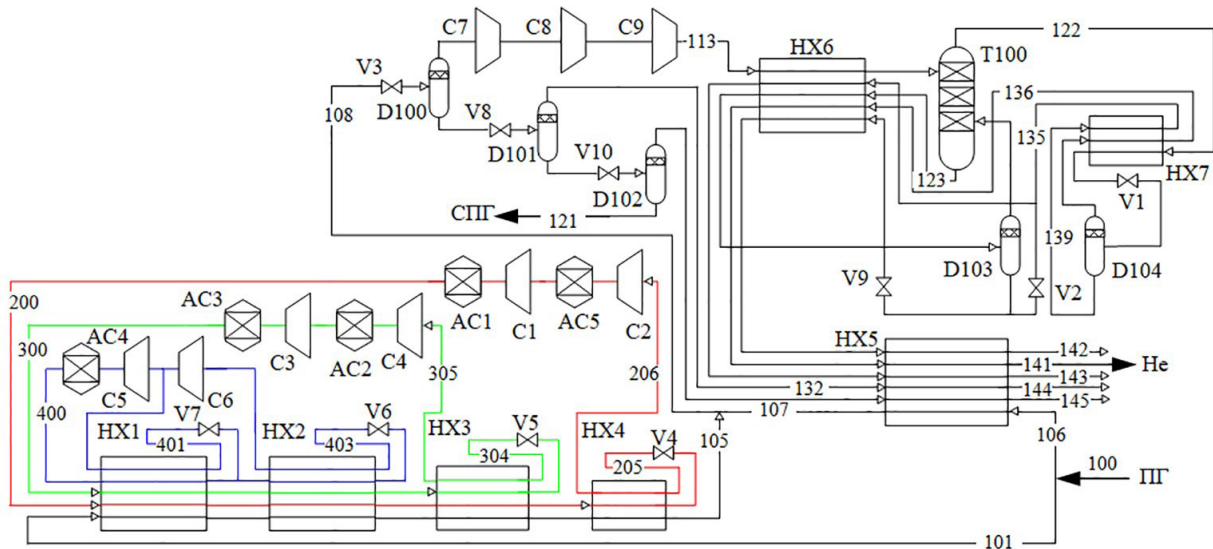 C7
C8
C9
113
HX6
T100
122
V3
108
D100
V8
D101
V10
D102
СПГ
121
123
136
135
HX7
V1
139
D103
D104
V9
V2
200
AC3
AC1
C1
AC5
C2
300
AC4
C3
AC2
C4
305
206
400
C5
C6
V7
V6
HX1
401
HX2
403
HX3
V5
304
HX4
V4
205
105
107
132
HX5
142
141
He
143
144
145
106
100
ПГ
101